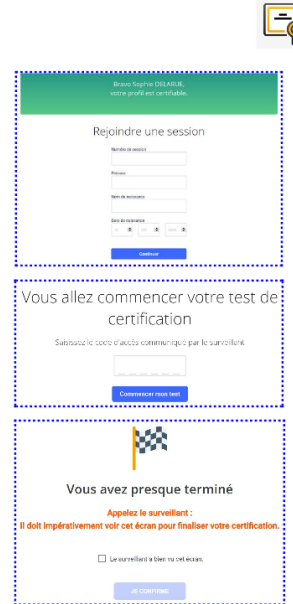 Bravo Sophie DELARUE,
votre profil est certifiable.
Rejoindre une session
Numéro de session
Prénom
Nom de naissance
Date de naissance
Continuer
Vous allez commencer votre test de
certification
Saisissez le code d'accès communiqué par le surveillant
Commencer mon test
Vous avez presque terminé
Appelez le surveillant :
Il doit impérativement voir cet écran pour finaliser votre certification.
Le surveillant a bien vu cet écran.
JE CONFIRME